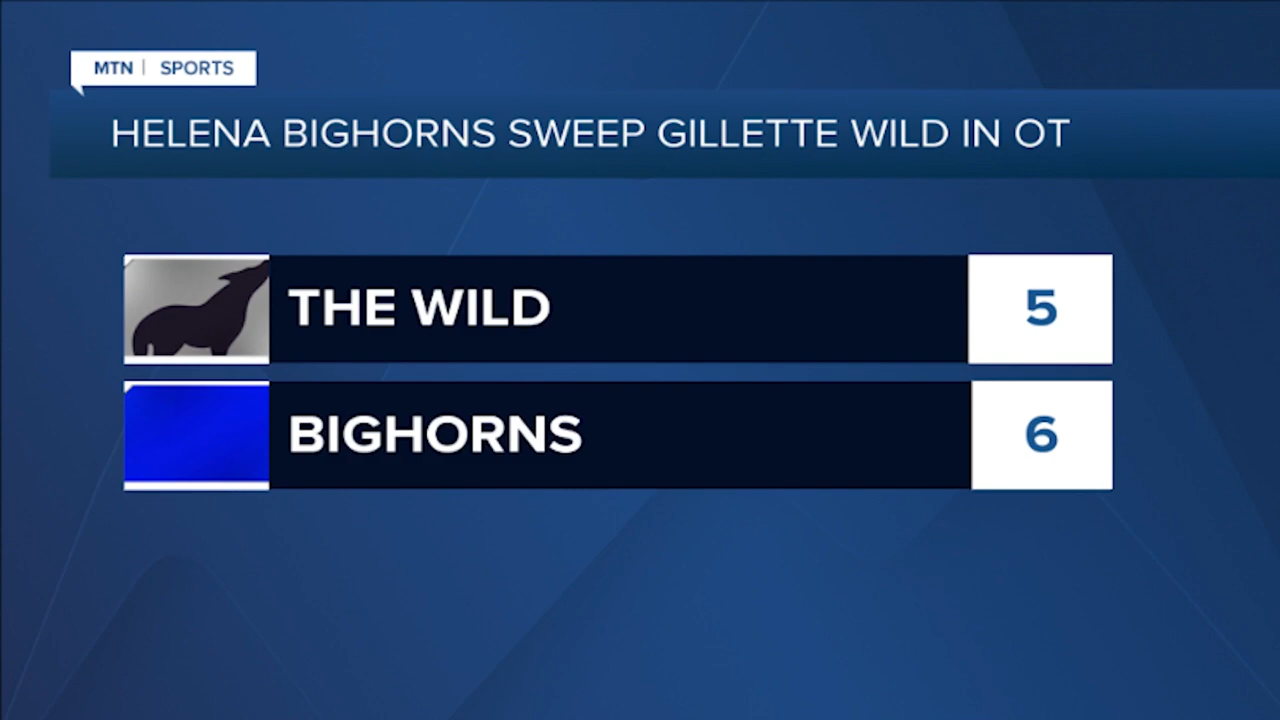 MTN | SPORTS
HELENA BIGHORNS SWEEP GILLETTE WILD IN OT
THE WILD 5
BIGHORNS 6